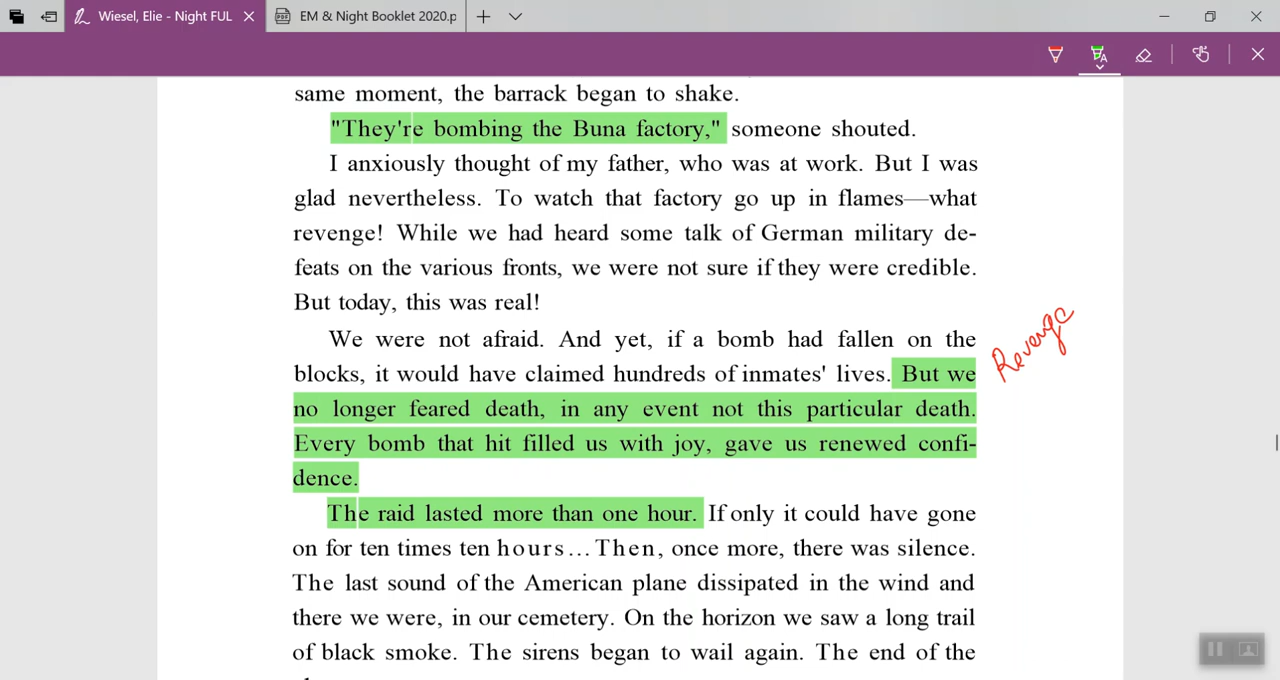 Wiesel, Elie - Night FUL
EM & Night Booklet 2020.p
same moment, the barrack began to shake.
"They're bombing the Buna factory," someone shouted.
I anxiously thought of my father, who was at work. But I was
glad nevertheless. To watch that factory go up in flames—what
revenge! While we had heard some talk of German military de-
feats on the various fronts, we were not sure if they were credible.
But today, this was real!
We were not afraid. And yet, if a bomb had fallen on the
blocks, it would have claimed hundreds of inmates' lives. But we
no longer feared death, in any event not this particular death.
Every bomb that hit filled us with joy, gave us renewed confi-
dence.
Revenge
The raid lasted more than one hour. If only it could have gone
on for ten times ten hours...Then, once more, there was silence.
The last sound of the American plane dissipated in the wind and
there we were, in our cemetery. On the horizon we saw a long trail
of black smoke. The sirens began to wail again. The end of the